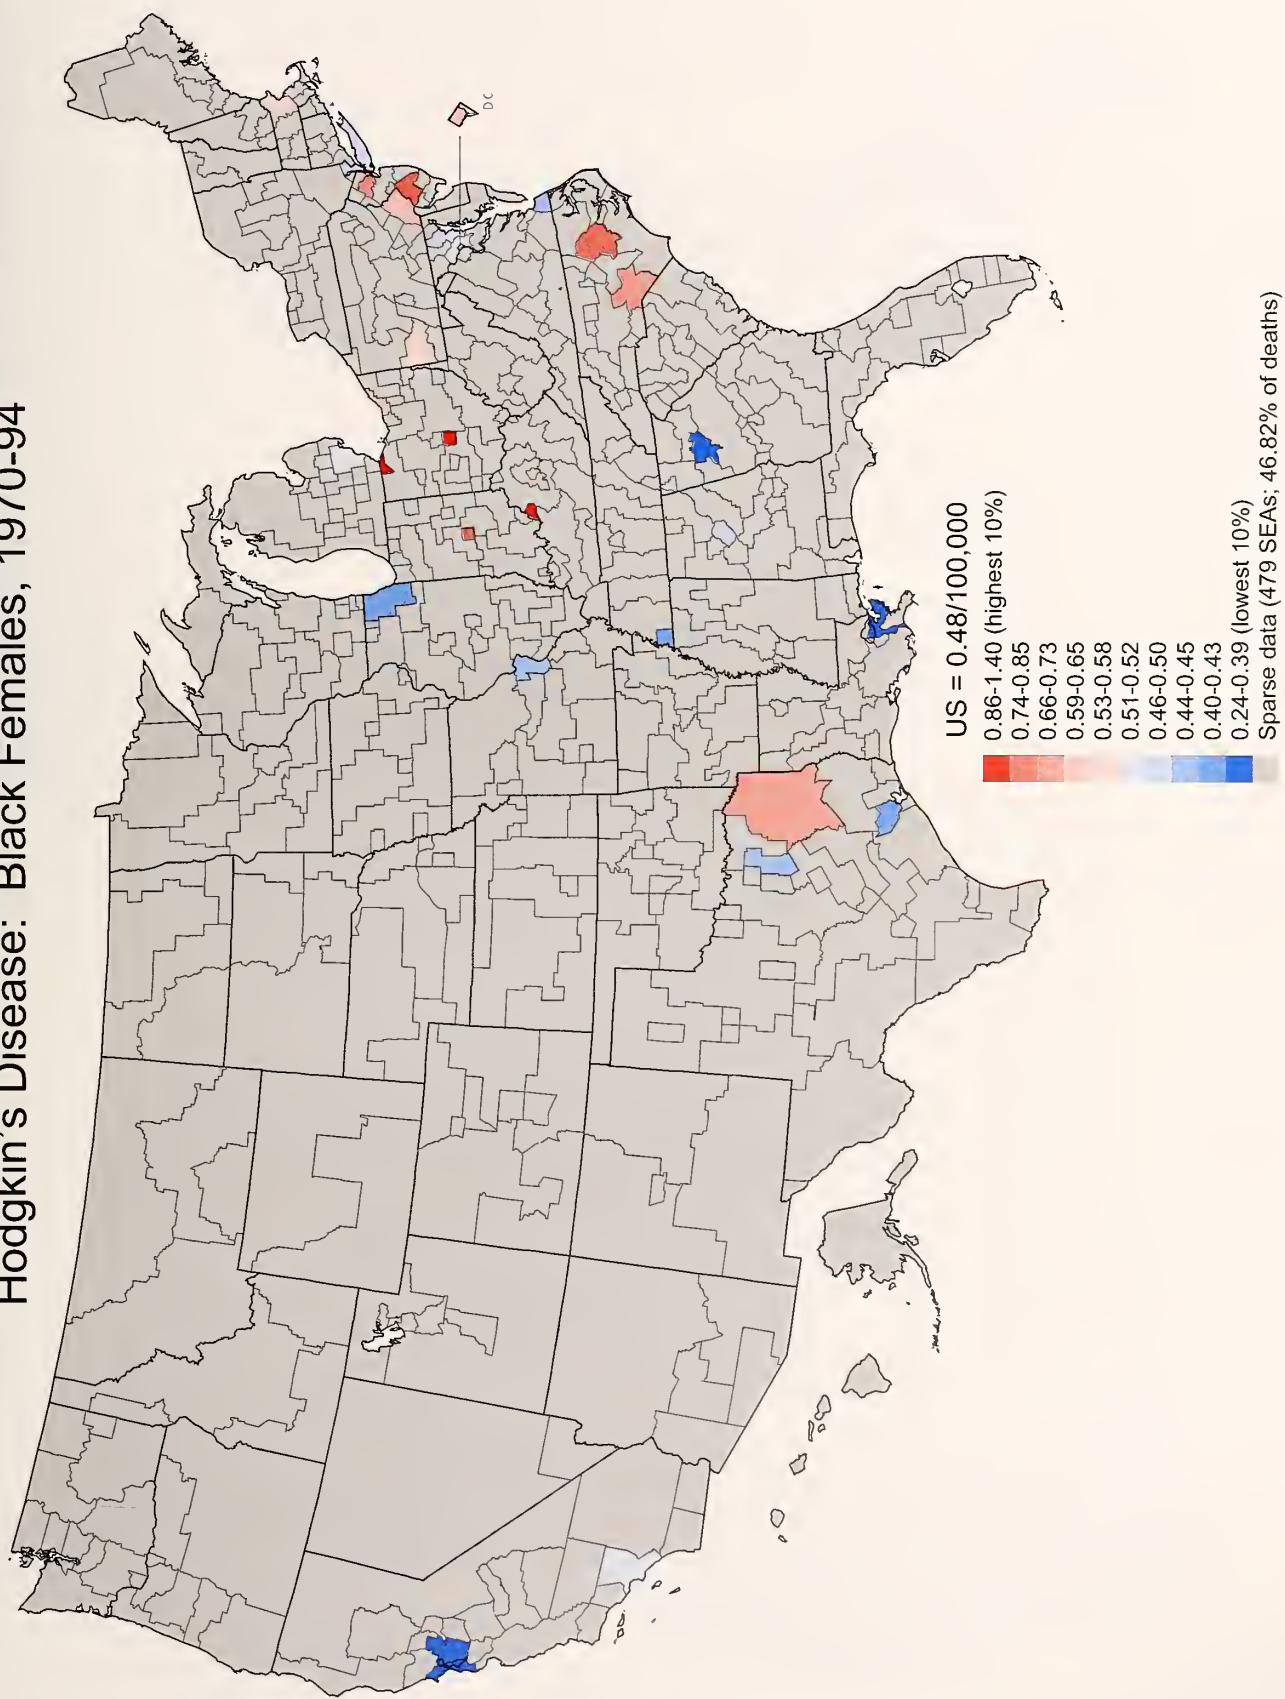 Hodgkin's Disease: Black Females, 1970-94
DC
US = 0.48/100,000
0.86-1.40 (highest 10%)
0.74-0.85
0.66-0.73
0.59-0.65
0.53-0.58
0.51-0.52
0.46-0.50
0.44-0.45
0.40-0.43
0.24-0.39 (lowest 10%)
Sparse data (479 SEAs; 46.82% of deaths)